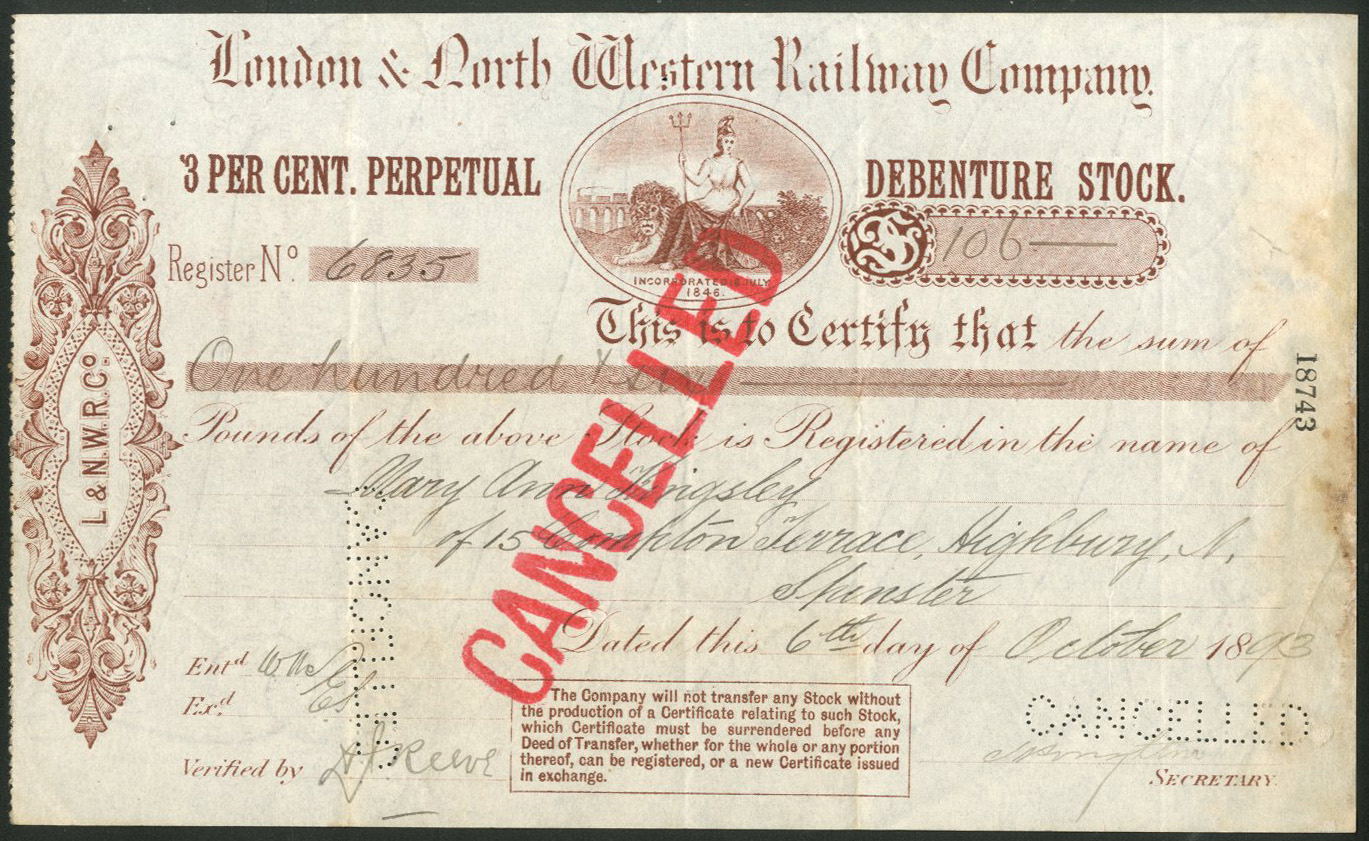 London & North Western Railway Company.
3 PER CENT. PERPETUAL
DEBENTURE STOCK.
Register No. 6835
106
INCORPORATED JULY
1846.
This is to Certify that the sum of
One hundred & six
18743
L & N.W.R.Co
Pounds of the above Stock is Registered in the name of
Mary Ann Kingsley
of 15 Compton Terrace, Highbury, N.
Spinster
Dated this 6th day of October 1893
CANCELLED
Entd
Exd
Verified by
The Company will not transfer any Stock without
the production of a Certificate relating to such Stock,
which Certificate must be surrendered before any
Deed of Transfer, whether for the whole or any portion
thereof, can be registered, or a new Certificate issued
in exchange.
CANCELLED
SECRETARY.